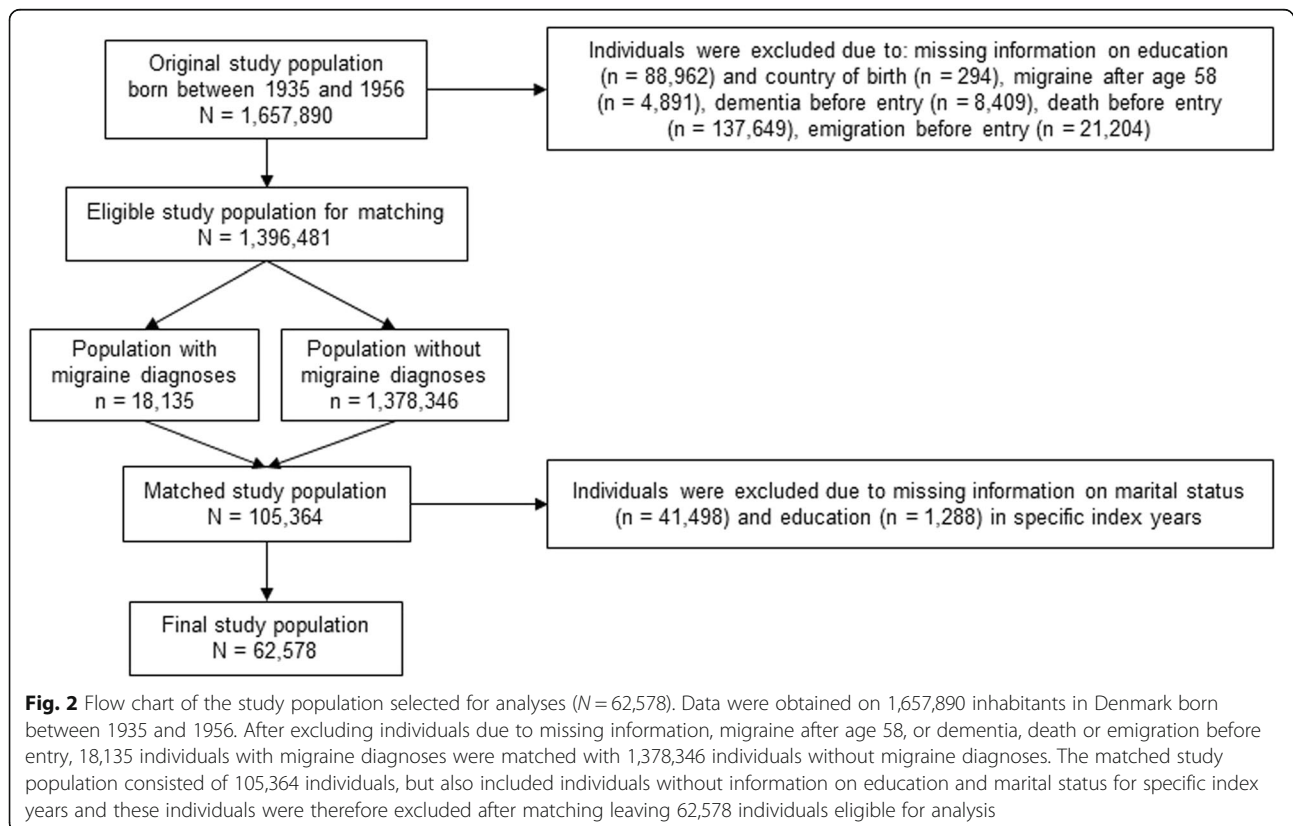 Original study population
born between 1935 and 1956
N = 1,657,890
Individuals were excluded due to: missing information on education
(n = 88,962) and country of birth (n = 294), migraine after age 58
(n = 4,891), dementia before entry (n = 8,409), death before entry
(n = 137,649), emigration before entry (n = 21,204)
Eligible study population for matching
N = 1,396,481
Population with
migraine diagnoses
n = 18,135
Population without
migraine diagnoses
n = 1,378,346
Matched study population
N = 105,364
Individuals were excluded due to missing information on marital status
(n = 41,498) and education (n = 1,288) in specific index years
Final study population
N = 62,578
Fig. 2 Flow chart of the study population selected for analyses (N = 62,578). Data were obtained on 1,657,890 inhabitants in Denmark born
between 1935 and 1956. After excluding individuals due to missing information, migraine after age 58, or dementia, death or emigration before
entry, 18,135 individuals with migraine diagnoses were matched with 1,378,346 individuals without migraine diagnoses. The matched study
population consisted of 105,364 individuals, but also included individuals without information on education and marital status for specific index
years and these individuals were therefore excluded after matching leaving 62,578 individuals eligible for analysis